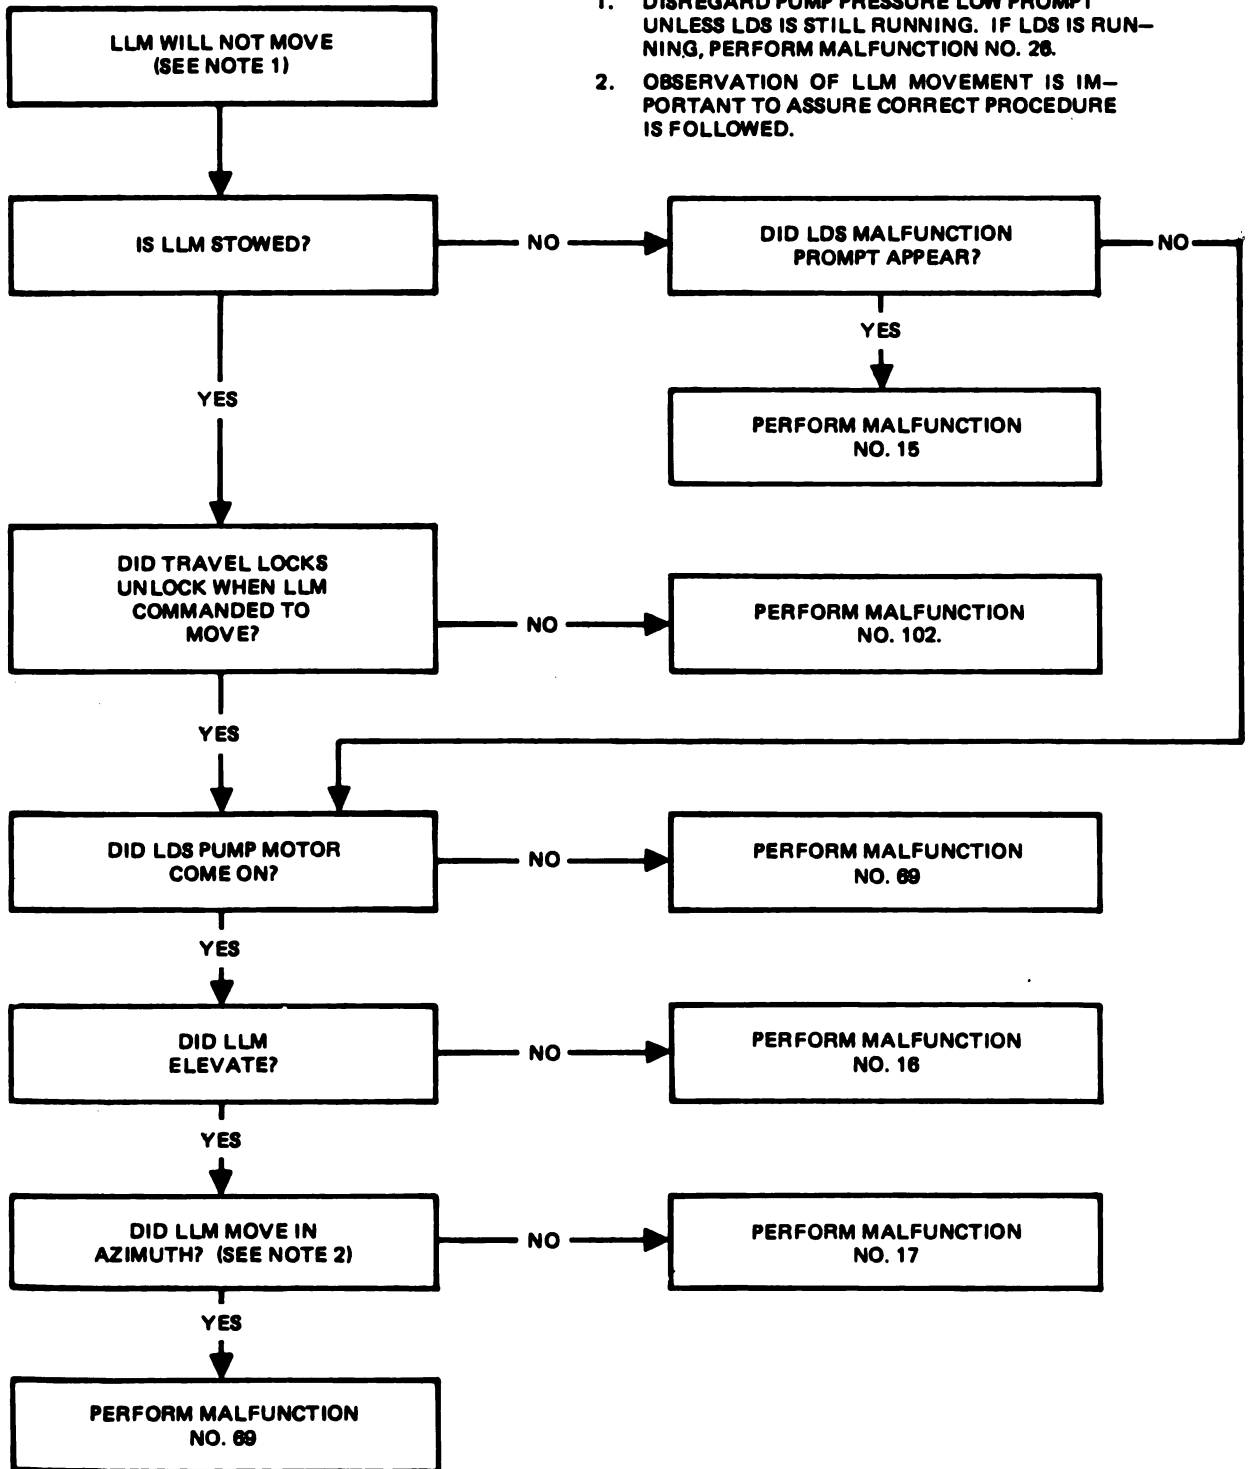 1. DISREGARD PUMP PRESSURE LOW PROMPT
UNLESS LDS IS STILL RUNNING. IF LDS IS RUN–
NING, PERFORM MALFUNCTION NO. 26.
2. OBSERVATION OF LLM MOVEMENT IS IM–
PORTANT TO ASSURE CORRECT PROCEDURE
IS FOLLOWED.
LLM WILL NOT MOVE
(SEE NOTE 1)
IS LLM STOWED?
NO
DID LDS MALFUNCTION
PROMPT APPEAR?
NO
YES
YES
PERFORM MALFUNCTION
NO. 15
DID TRAVEL LOCKS
UNLOCK WHEN LLM
COMMANDED TO
MOVE?
NO
PERFORM MALFUNCTION
NO. 102.
YES
DID LDS PUMP MOTOR
COME ON?
NO
PERFORM MALFUNCTION
NO. 69
YES
DID LLM
ELEVATE?
NO
PERFORM MALFUNCTION
NO. 16
YES
DID LLM MOVE IN
AZIMUTH? (SEE NOTE 2)
NO
PERFORM MALFUNCTION
NO. 17
YES
PERFORM MALFUNCTION
NO. 69